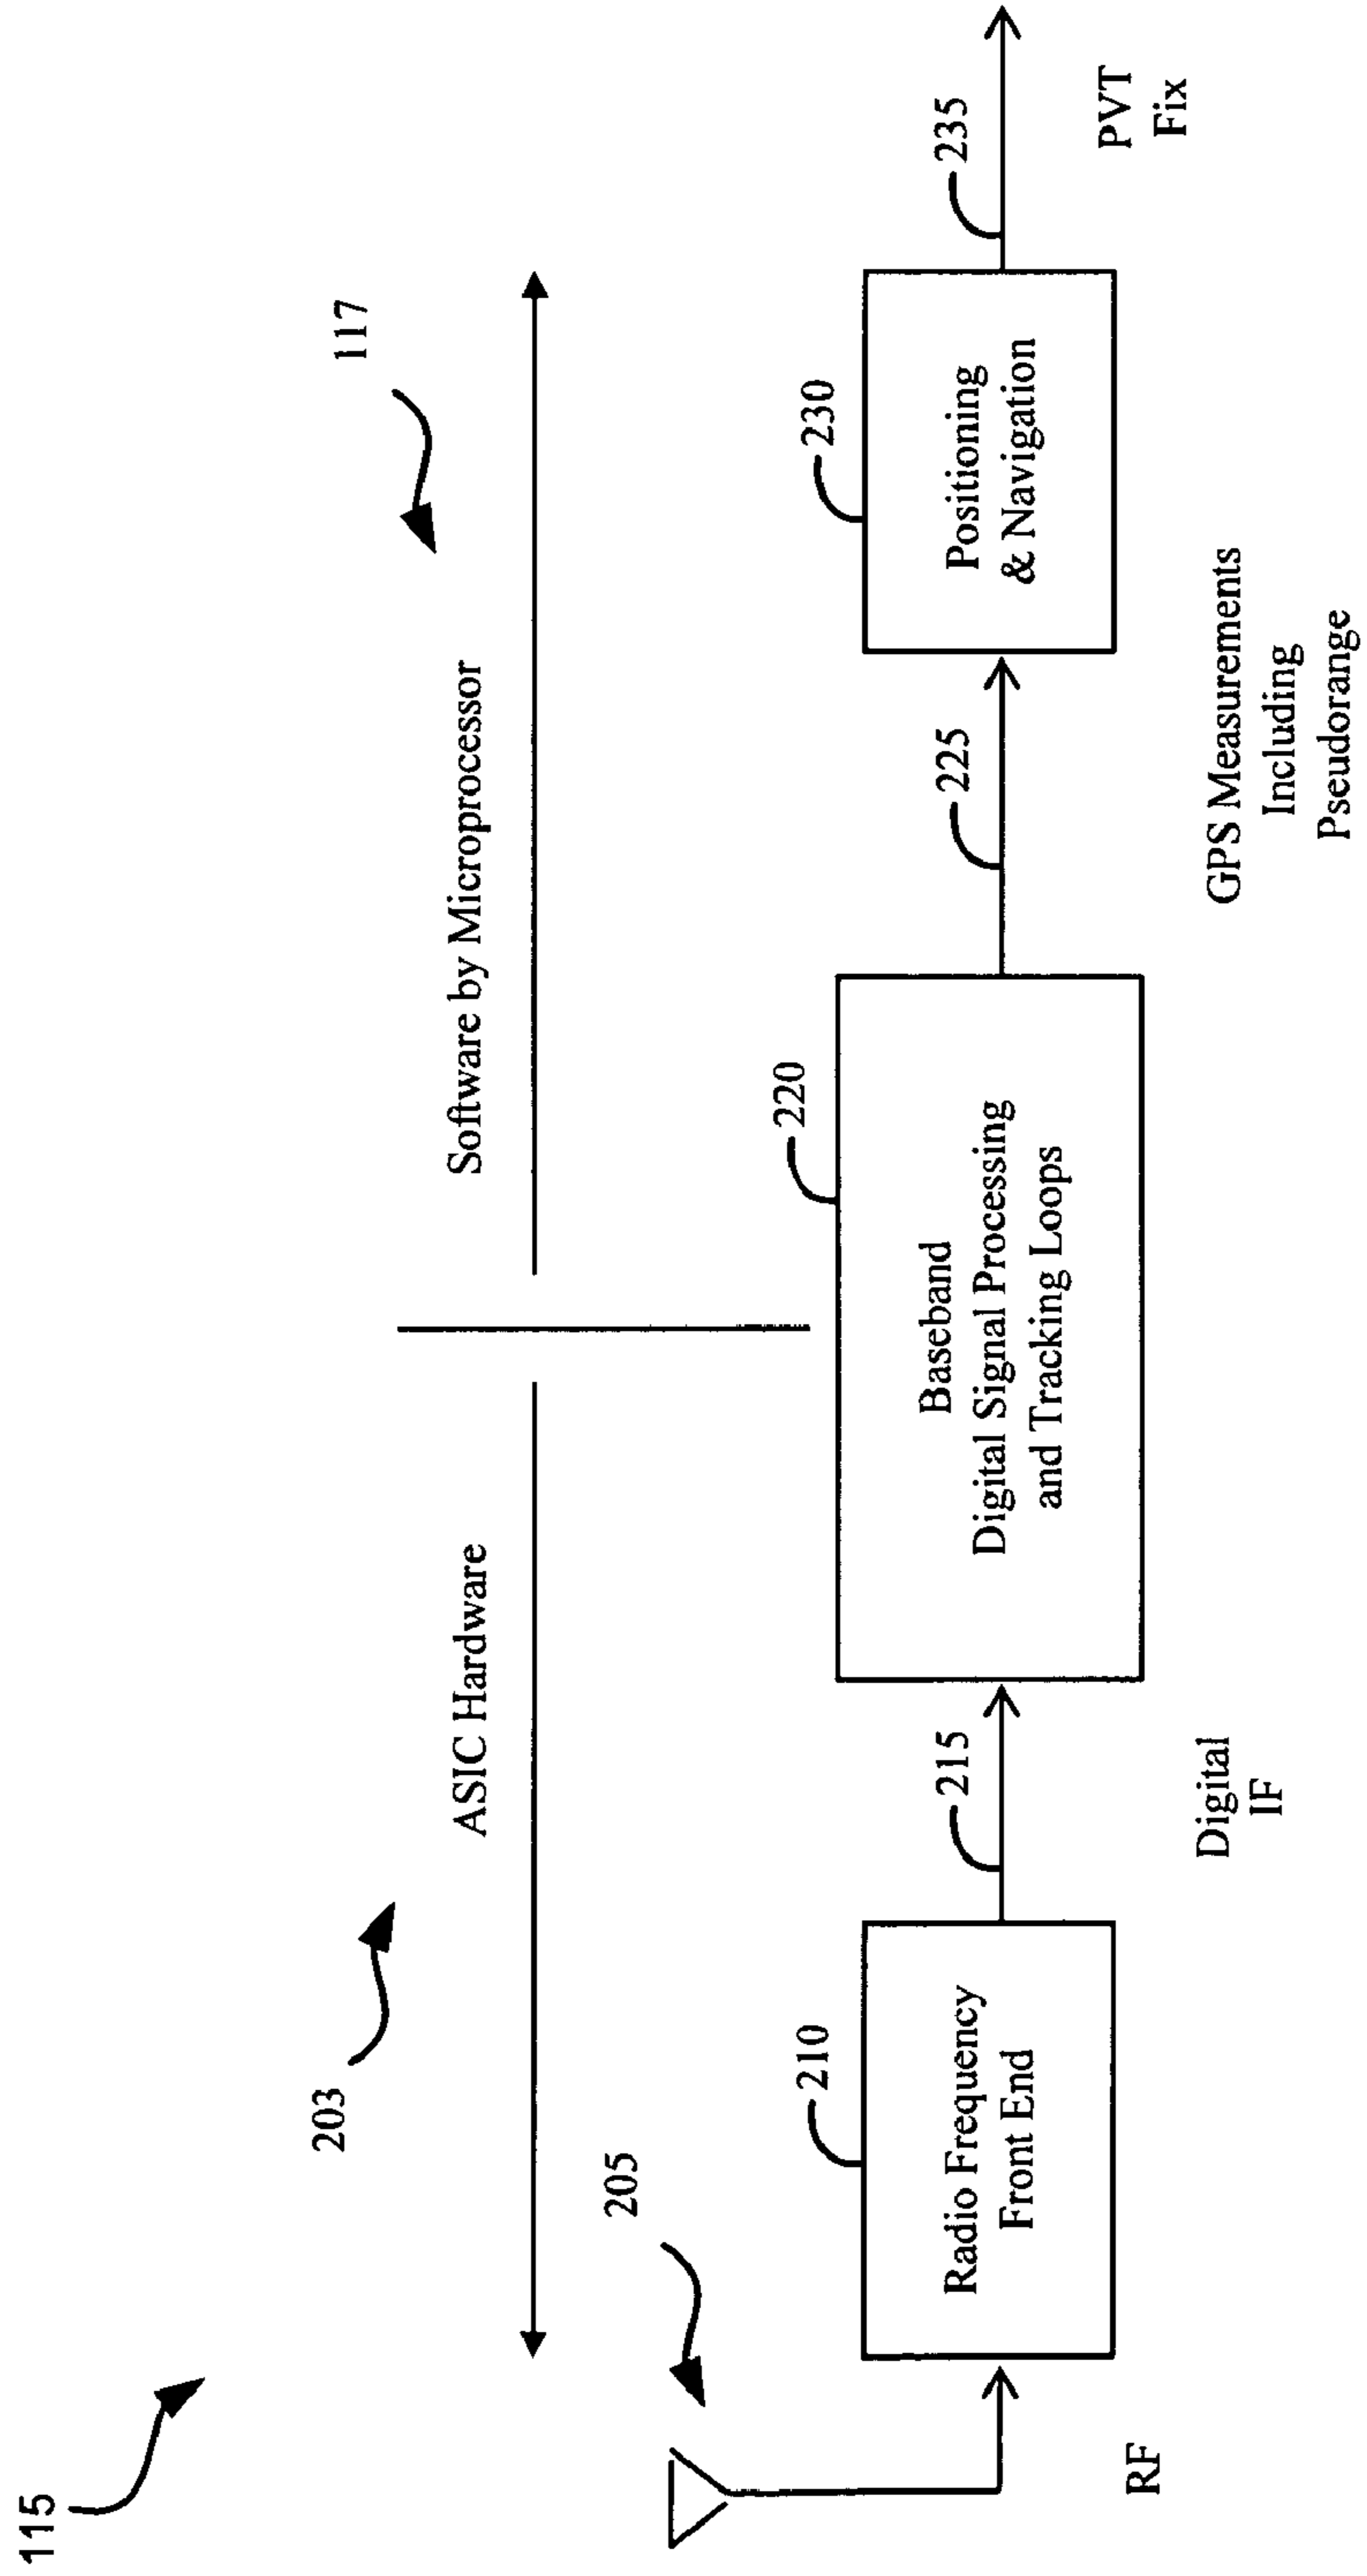 115
203
117
ASIC Hardware
Software by Microprocessor
205
210
220
230
Radio Frequency
Front End
Baseband
Digital Signal Processing
and Tracking Loops
Positioning
& Navigation
215
225
235
RF
Digital
IF
GPS Measurements
Including
Pseudorange
PVT
Fix